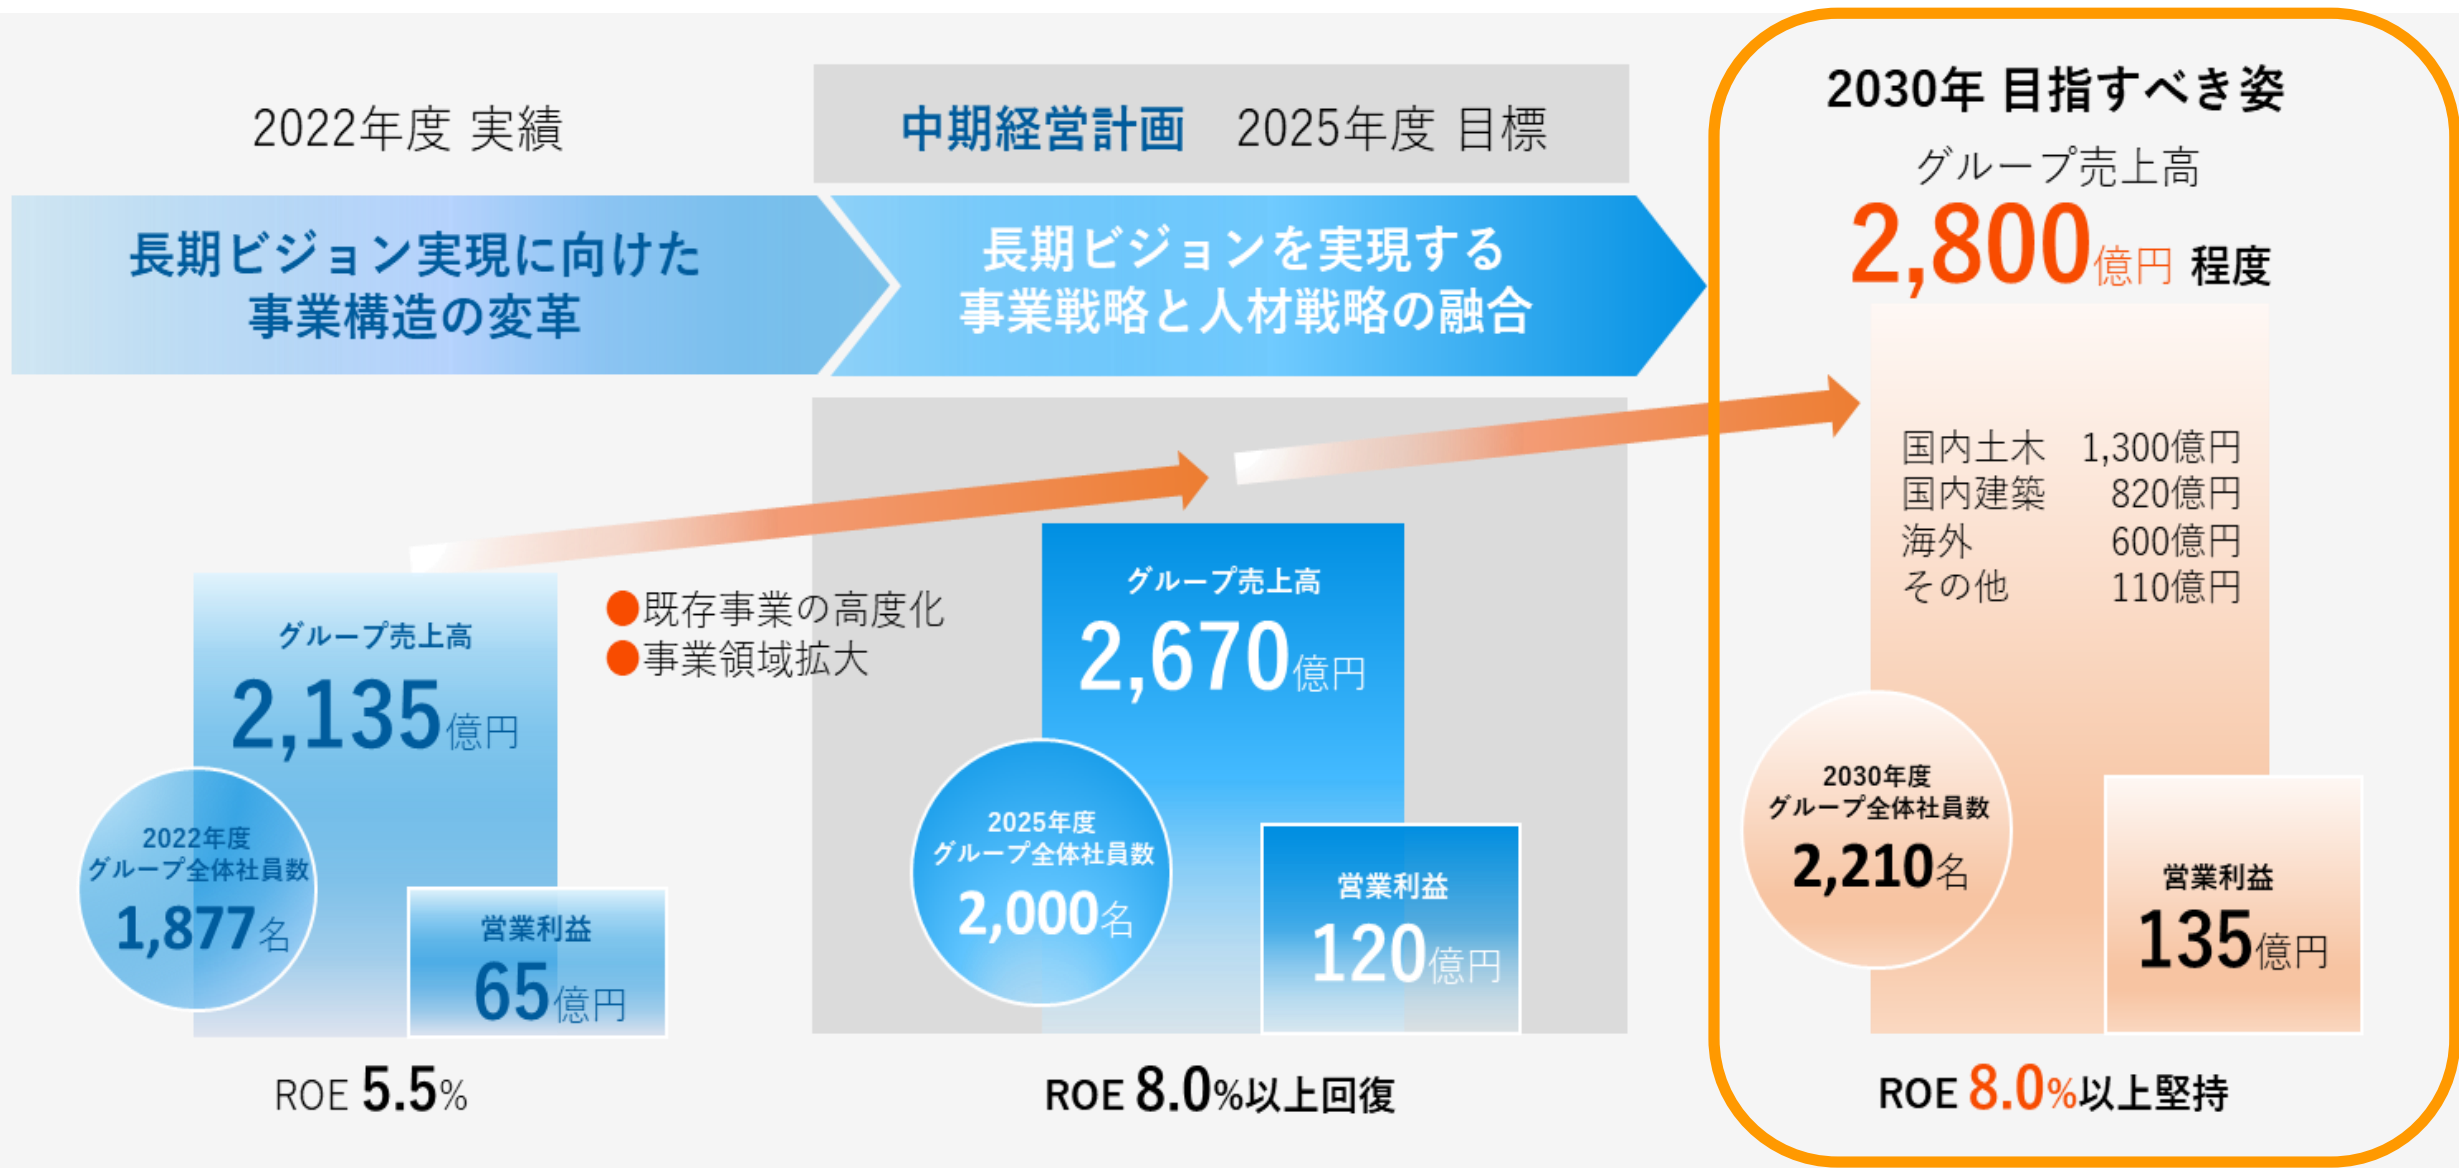 2022年度 実績
長期ビジョン実現に向けた
事業構造の変革
グループ売上高
2,135億円
2022年度
グループ全体社員数
1,877名
営業利益
65億円
ROE 5.5%
●既存事業の高度化
●事業領域拡大
中期経営計画 2025年度 目標
長期ビジョンを実現する
事業戦略と人材戦略の融合
グループ売上高
2,670億円
2025年度
グループ全体社員数
2,000名
営業利益
120億円
ROE 8.0%以上回復
2030年 目指すべき姿
グループ売上高
2,800億円 程度
国内土木 1,300億円
国内建築 820億円
海外 600億円
その他 110億円
2030年度
グループ全体社員数
2,210名
営業利益
135億円
ROE 8.0%以上堅持